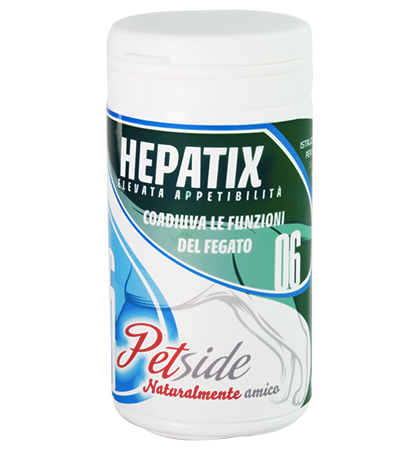 HEPATIX
ELEVATA APPETIBILITÀ
COADIUVA LE FUNZIONI
DEL FEGATO
06
Petside
Naturalmente amico